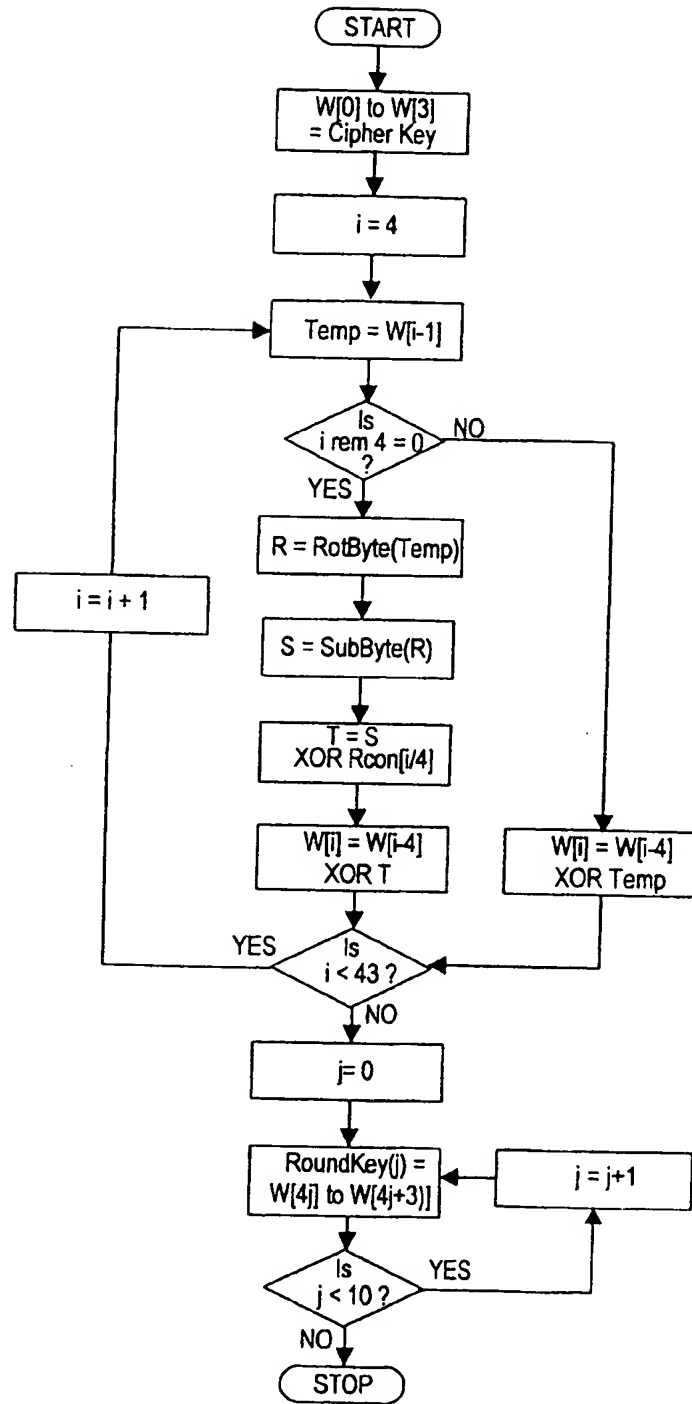 START
W[0] to W[3]
= Cipher Key
i = 4
Temp = W[i-1]
Is
i rem 4 = 0
?
NO
YES
R = RotByte(Temp)
i = i + 1
S = SubByte(R)
T = S
XOR Rcon[i/4]
W[i] = W[i-4]
XOR T
W[i] = W[i-4]
XOR Temp
YES
Is
i < 43 ?
NO
j= 0
RoundKey(j) =
W[4j] to W[4j+3)]
j = j+1
Is
j < 10 ?
YES
NO
STOP